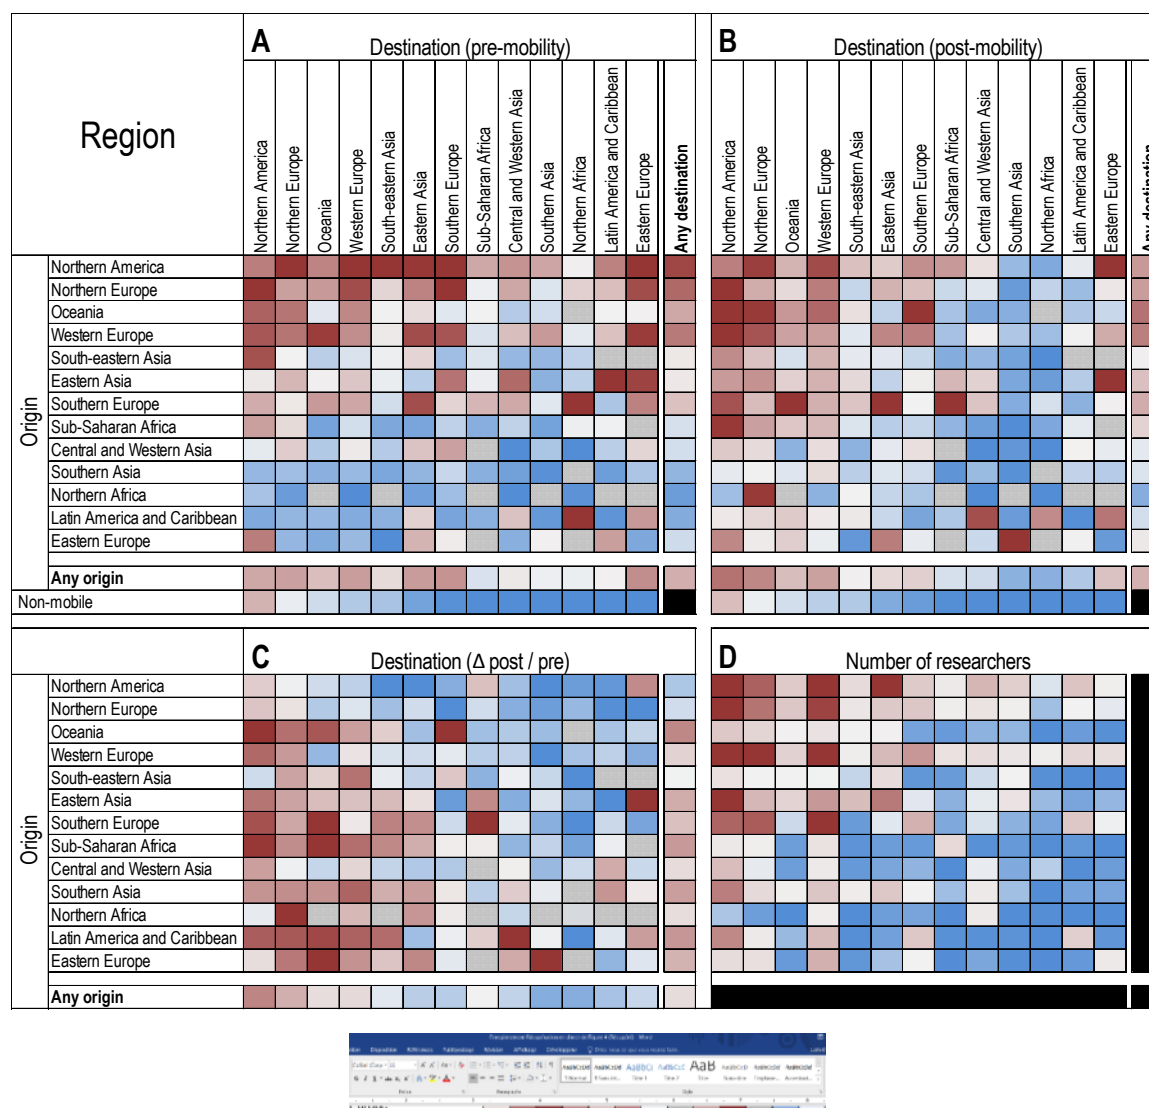 A
Destination (pre-mobility)
B
Destination (post-mobility)
Region
Northern America
Northern Europe
Oceania
Western Europe
South-eastern Asia
Eastern Asia
Southern Europe
Sub-Saharan Africa
Central and Western Asia
Southern Asia
Northern Africa
Latin America and Caribbean
Eastern Europe
Any destination
Northern America
Northern Europe
Oceania
Western Europe
South-eastern Asia
Eastern Asia
Southern Europe
Sub-Saharan Africa
Central and Western Asia
Southern Asia
Northern Africa
Latin America and Caribbean
Eastern Europe
Any destination
Origin
Northern America
Northern Europe
Oceania
Western Europe
South-eastern Asia
Eastern Asia
Southern Europe
Sub-Saharan Africa
Central and Western Asia
Southern Asia
Northern Africa
Latin America and Caribbean
Eastern Europe
Any origin
Non-mobile
C
Destination (Δ post / pre)
D
Number of researchers
Origin
Northern America
Northern Europe
Oceania
Western Europe
South-eastern Asia
Eastern Asia
Southern Europe
Sub-Saharan Africa
Central and Western Asia
Southern Asia
Northern Africa
Latin America and Caribbean
Eastern Europe
Any origin